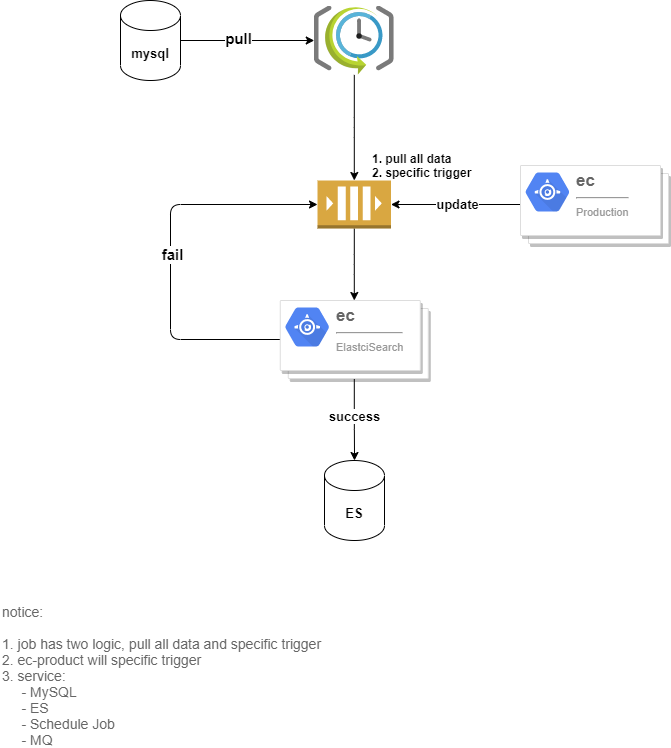 mysql
pull
1. pull all data
2. specific trigger
ec
Production
update
fail
ec
ElastciSearch
success
ES
notice:
1. job has two logic, pull all data and specific trigger
2. ec-product will specific trigger
3. service:
- MySQL
- ES
- Schedule Job
- MQ